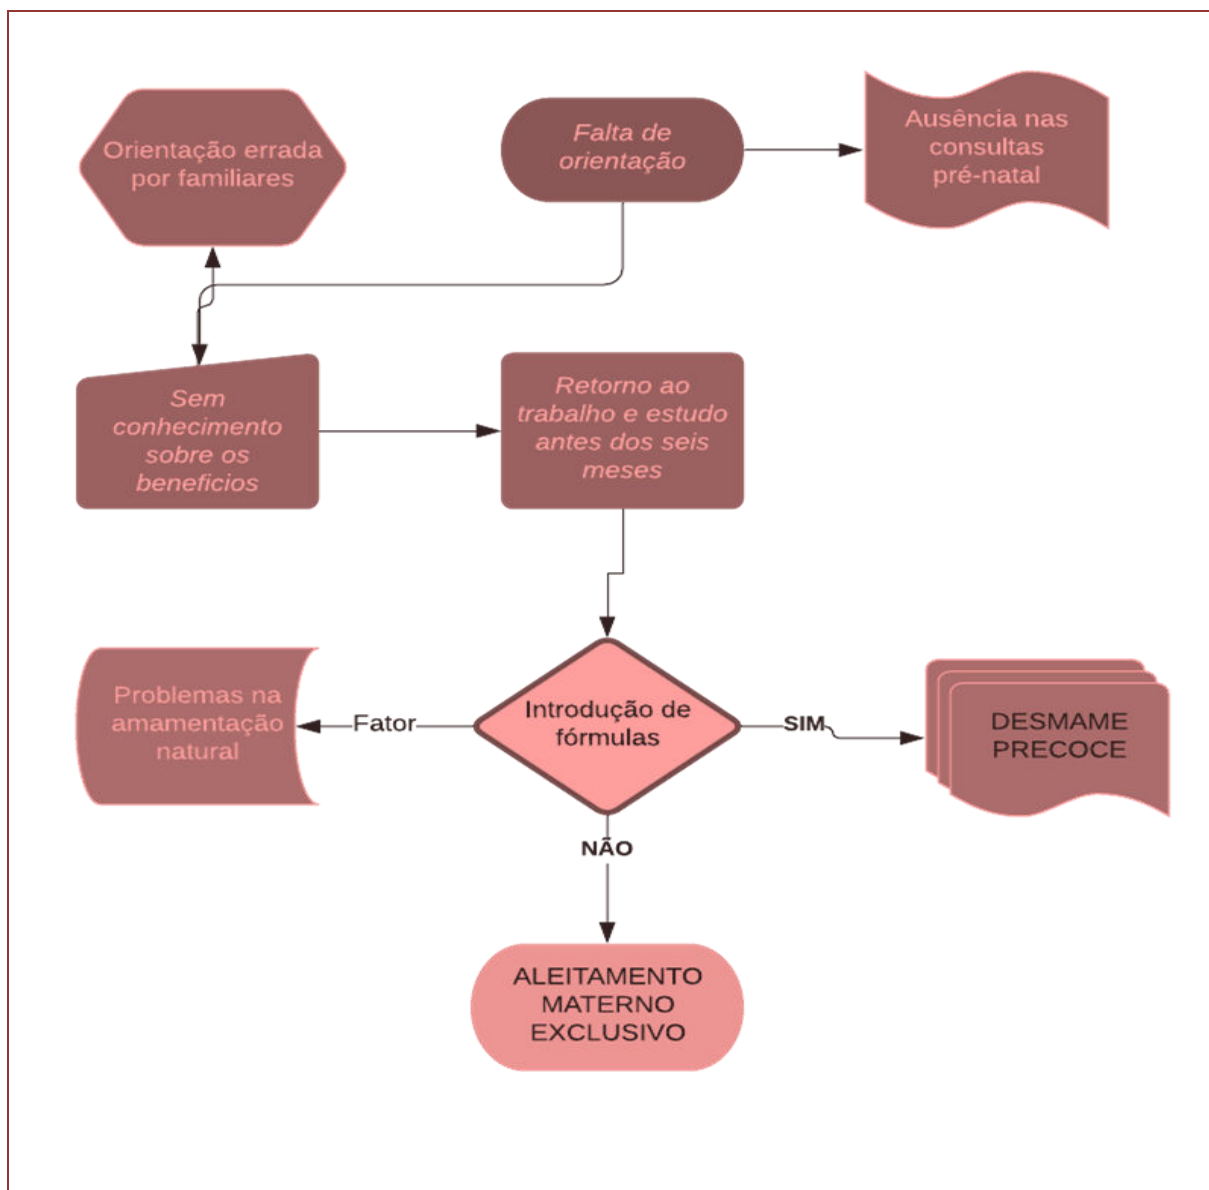 Orientação errada
por familiares
Falta de
orientação
Ausência nas
consultas
pré-natal
Sem
conhecimento
sobre os
beneficios
Retorno ao
trabalho e estudo
antes dos seis
meses
Problemas na
amamentação
natural
Fator
Introdução de
fórmulas
SIM
DESMAME
PRECOCE
NÃO
ALEITAMENTO
MATERNO
EXCLUSIVO